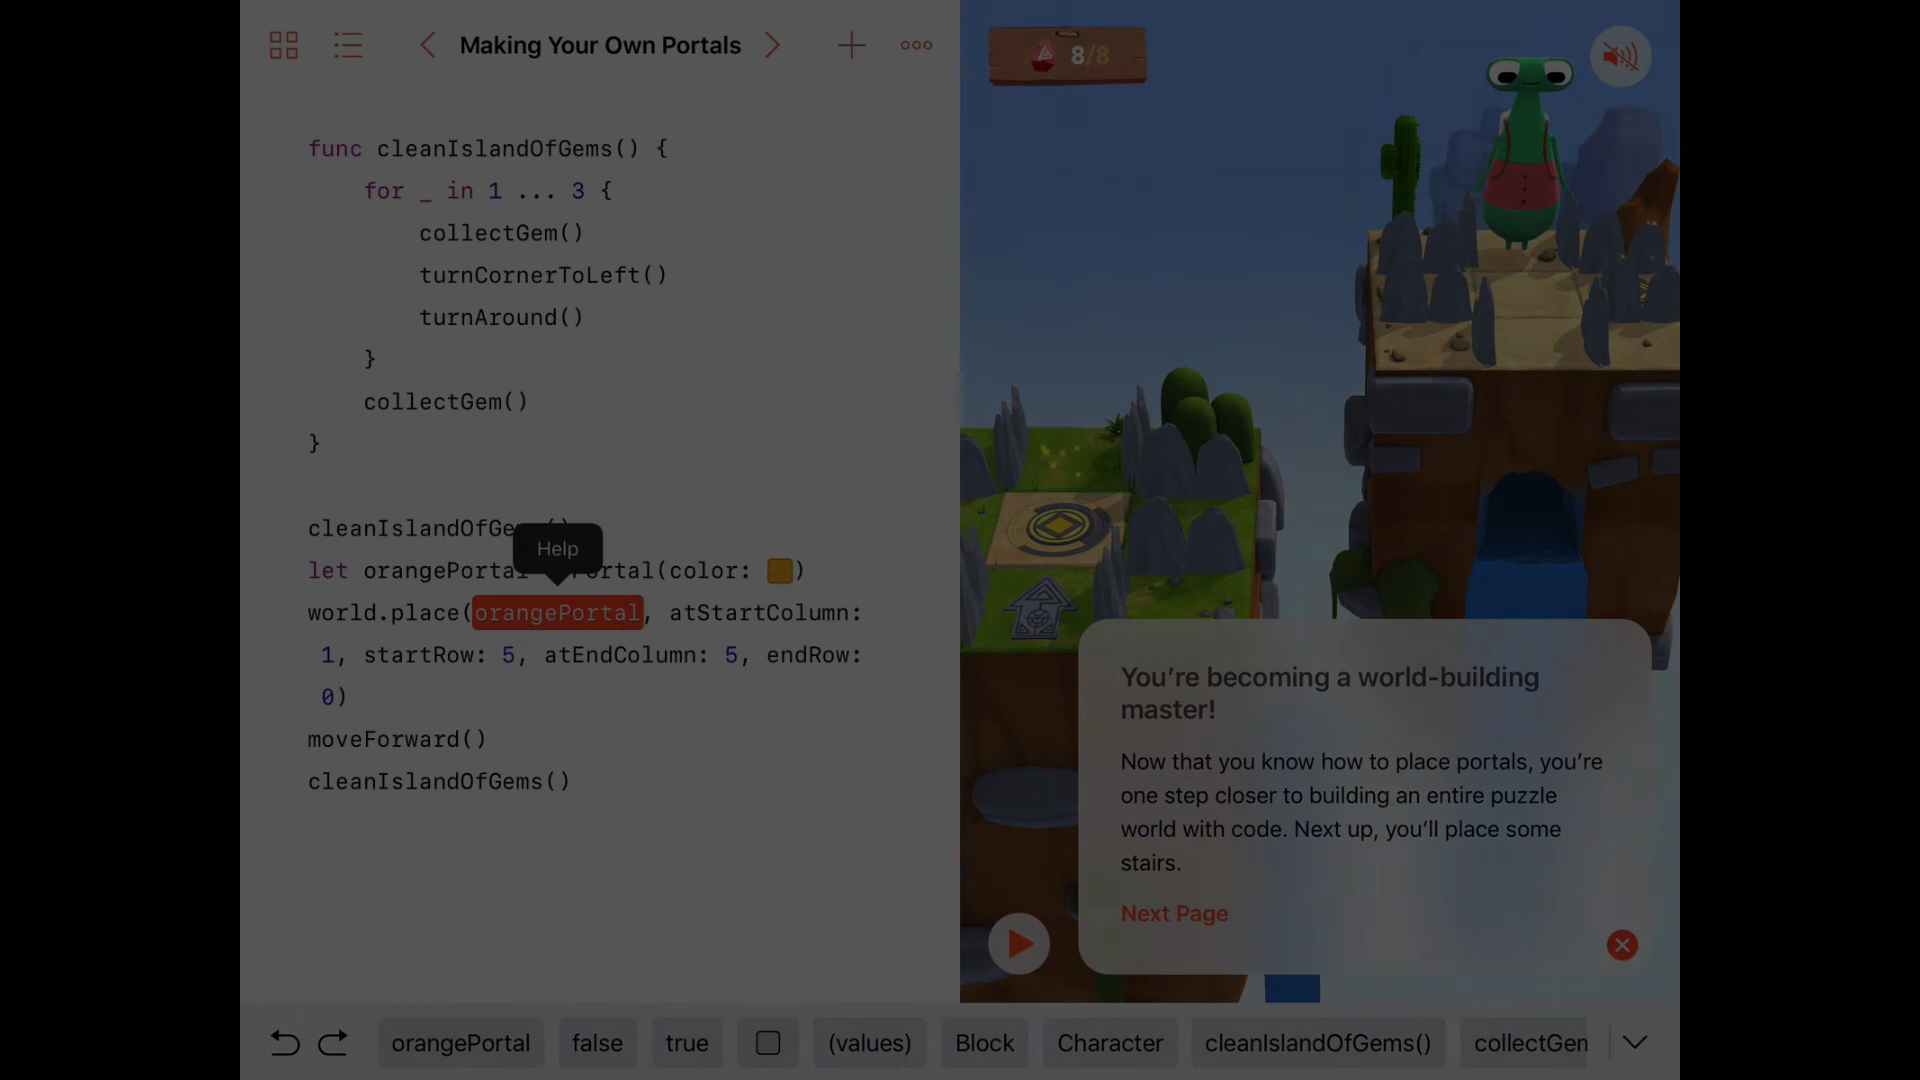 Making Your Own Portals
8/8
func cleanIslandOfGems() {
for _ in 1 ... 3 {
collectGem()
turnCornerToLeft()
turnAround()
}
collectGem()
}
cleanIslandOfGe
Help
let orangePortal = Portal(color: )
world.place(orangePortal, atStartColumn:
1, startRow: 5, atEndColumn: 5, endRow:
0)
moveForward()
cleanIslandOfGems()
You’re becoming a world-building
master!
Now that you know how to place portals, you’re
one step closer to building an entire puzzle
world with code. Next up, you’ll place some
stairs.
Next Page
orangePortal false true (values) Block Character cleanIslandOfGems() collectGem